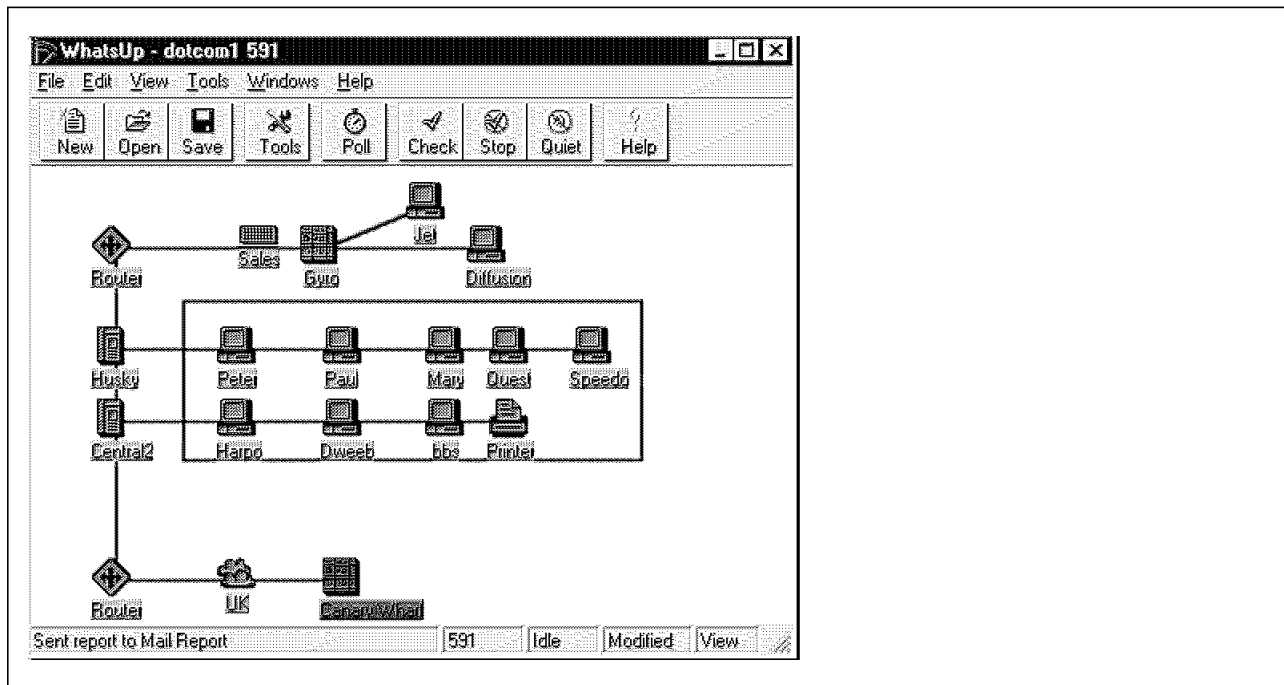 WhatsUp - dotcom1 591
File Edit View Tools Windows Help
New Open Save Tools Poll Check Stop Quiet Help
Jet
Router Sales Gyro Diffusion
Husky Peter Paul Mary Quest Speedo
Central2 Harpo Dweeb bbs Printer
Router UK CanaryWharf
Sent report to Mail Report 591 Idle Modified View